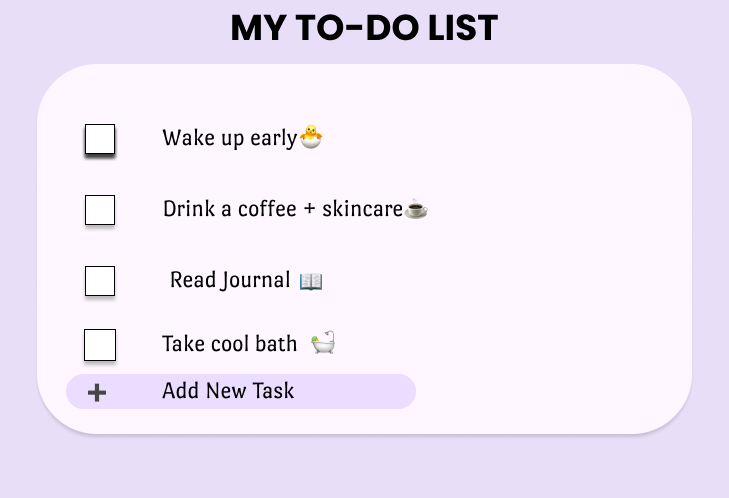 MY TO-DO LIST
Wake up early🐣
Drink a coffee + skincare☕
Read Journal 📖
Take cool bath 🛀
+ Add New Task